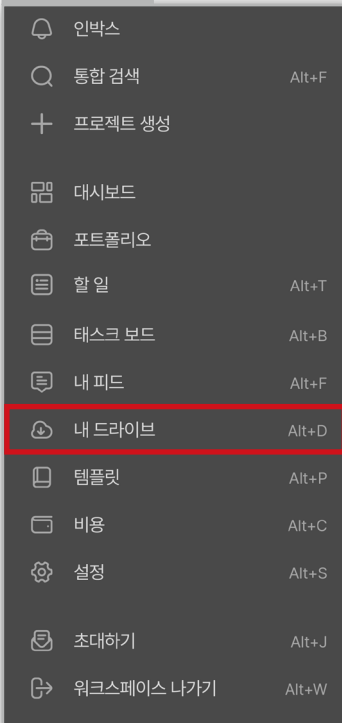 인박스
통합 검색 Alt+F
프로젝트 생성
대시보드
포트폴리오
할 일 Alt+T
태스크 보드 Alt+B
내 피드 Alt+F
내 드라이브 Alt+D
템플릿 Alt+P
비용 Alt+C
설정 Alt+S
초대하기 Alt+J
워크스페이스 나가기 Alt+W